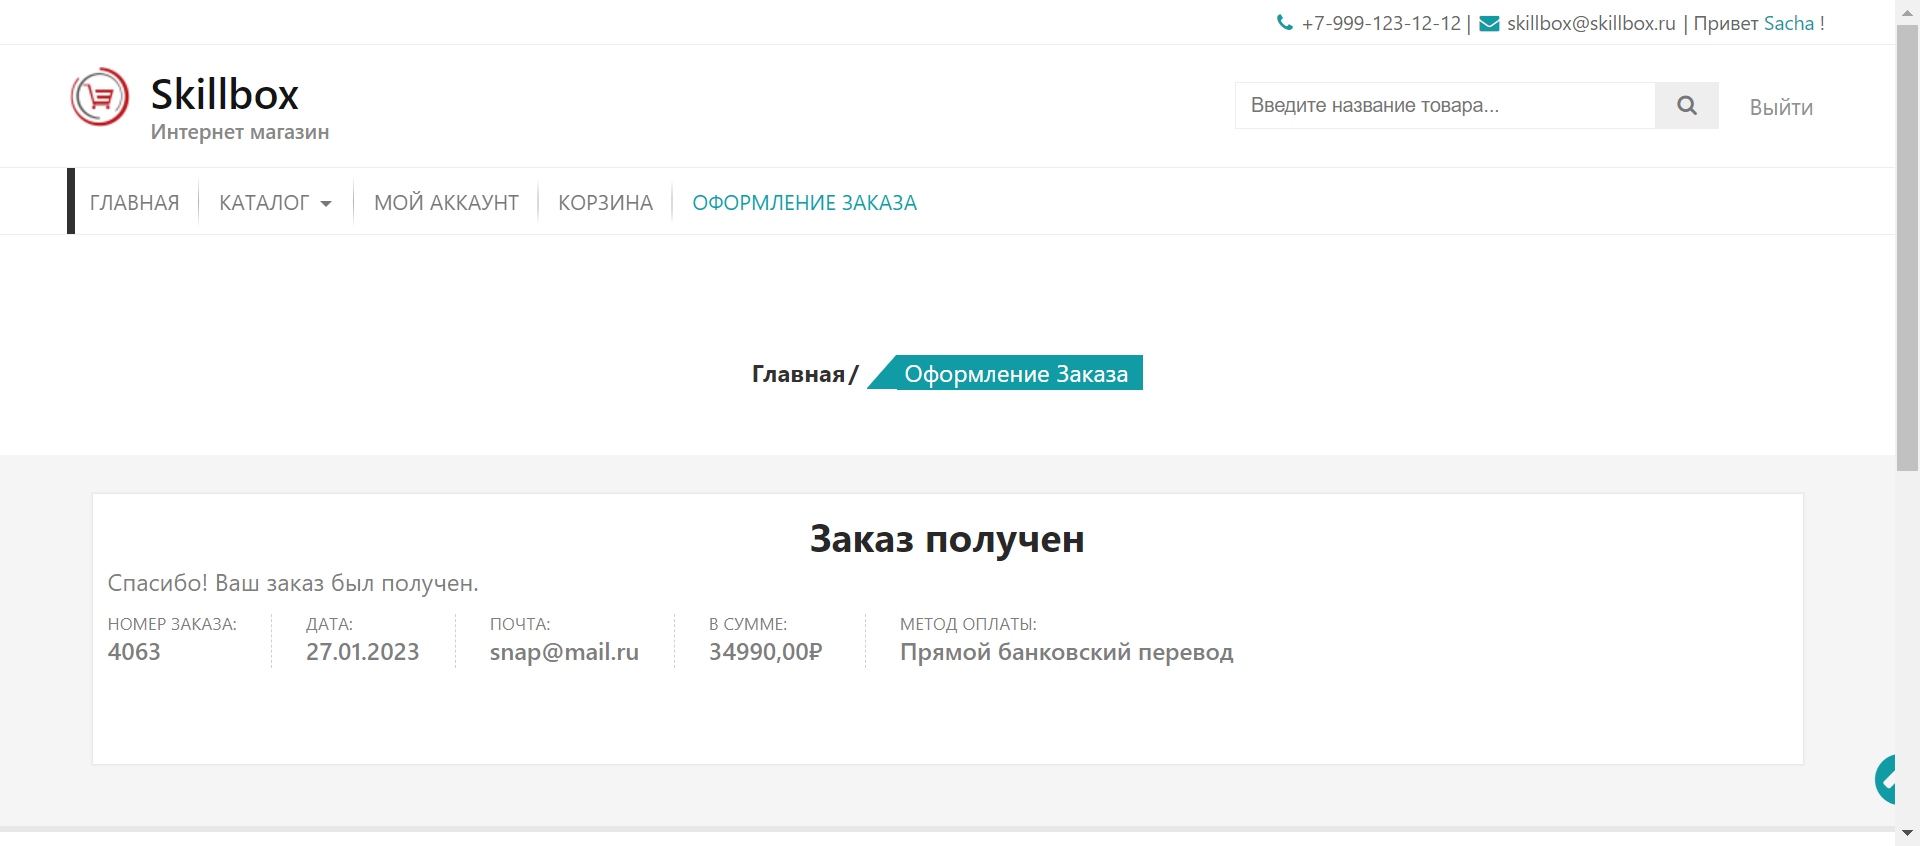 +7-999-123-12-12 | skillbox@skillbox.ru | Привет Sacha !
Skillbox
Интернет магазин
Введите название товара...
Выйти
ГЛАВНАЯ
КАТАЛОГ
МОЙ АККАУНТ
КОРЗИНА
ОФОРМЛЕНИЕ ЗАКАЗА
Главная / Оформление Заказа
Заказ получен
Спасибо! Ваш заказ был получен.
НОМЕР ЗАКАЗА:
4063
ДАТА:
27.01.2023
ПОЧТА:
snap@mail.ru
В СУММЕ:
34990,00₽
МЕТОД ОПЛАТЫ:
Прямой банковский перевод